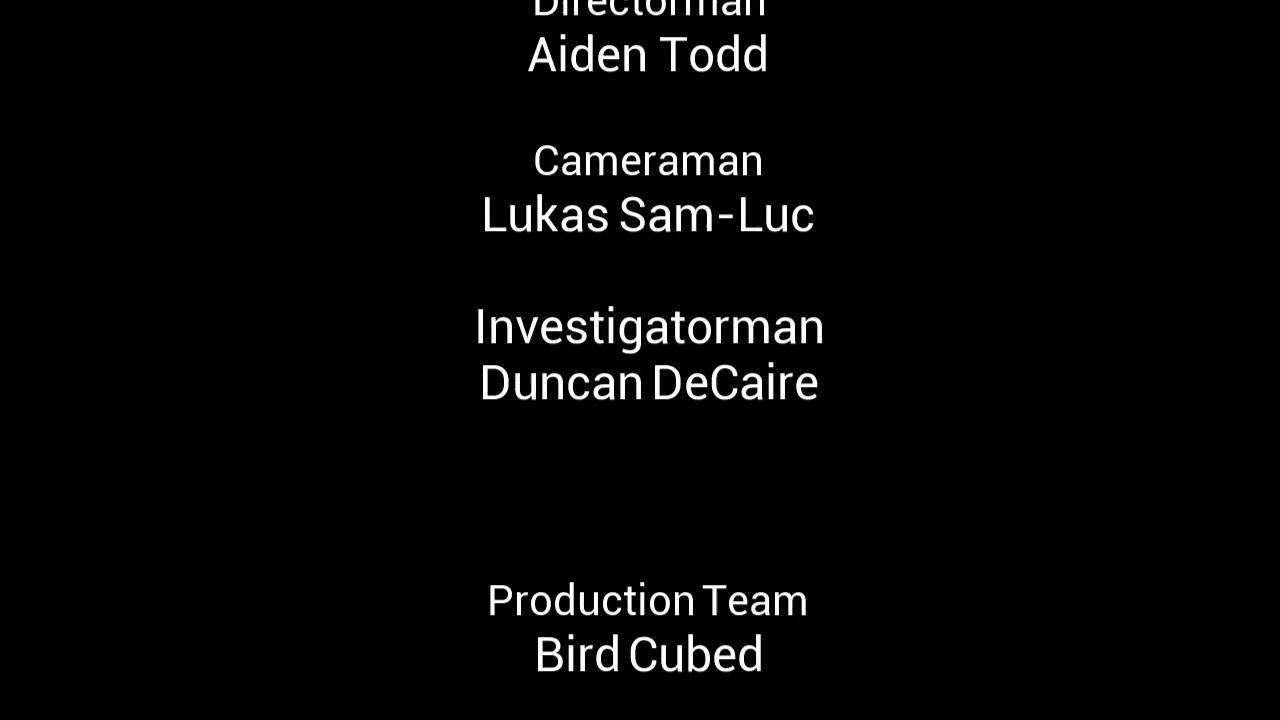 Directorman
Aiden Todd
Cameraman
Lukas Sam-Luc
Investigatorman
Duncan DeCaire
Production Team
Bird Cubed